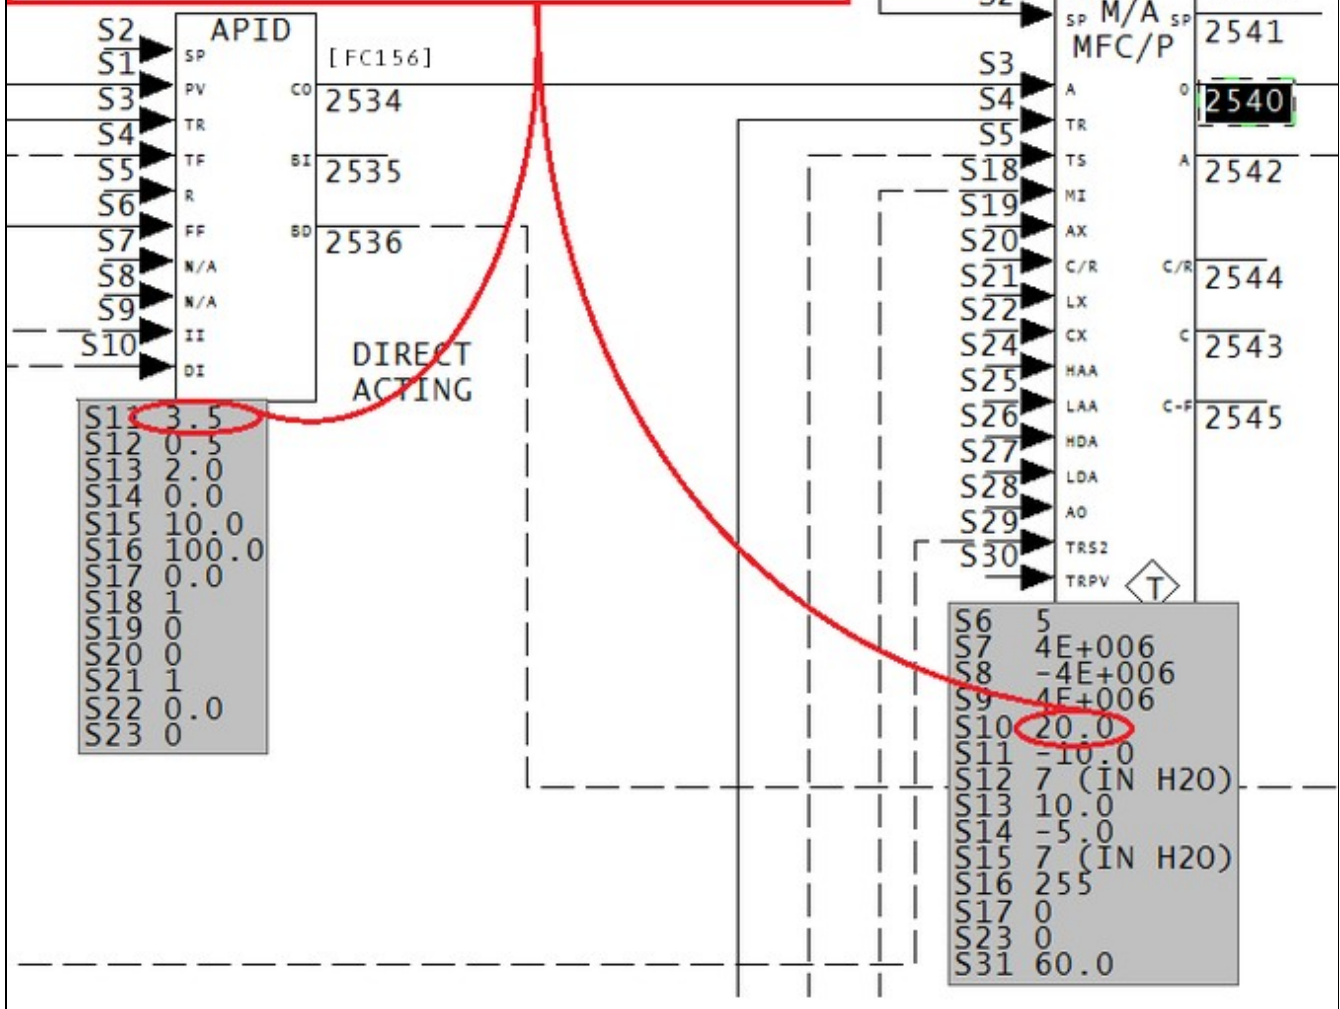 S2
APID
SP
[FC156]
S1
PV
CO
2534
S3
TR
S4
TF
BI
2535
S5
R
S6
FF
BO
2536
S7
N/A
S8
N/A
S9
II
S10
DI
DIRECT
ACTING
S11 3.5
S12 0.5
S13 2.0
S14 0.0
S15 10.0
S16 100.0
S17 0.0
S18 1
S19 0
S20 0
S21 1
S22 0.0
S23 0
S2
SP M/A SP
MFC/P
2541
S3
A
O
2540
S4
TR
S5
TS
A
2542
S18
MI
S19
AX
S20
C/R
C/R
2544
S21
LX
S22
CX
C
2543
S24
HAA
S25
LAA
C-F
2545
S26
HDA
S27
LDA
S28
AO
S29
TRS2
S30
TRPV
T
S6 5
S7 4E+006
S8 -4E+006
S9 4E+006
S10 20.0
S11 -10.0
S12 7 (IN H2O)
S13 10.0
S14 -5.0
S15 7 (IN H2O)
S16 255
S17 0
S23 0
S31 60.0